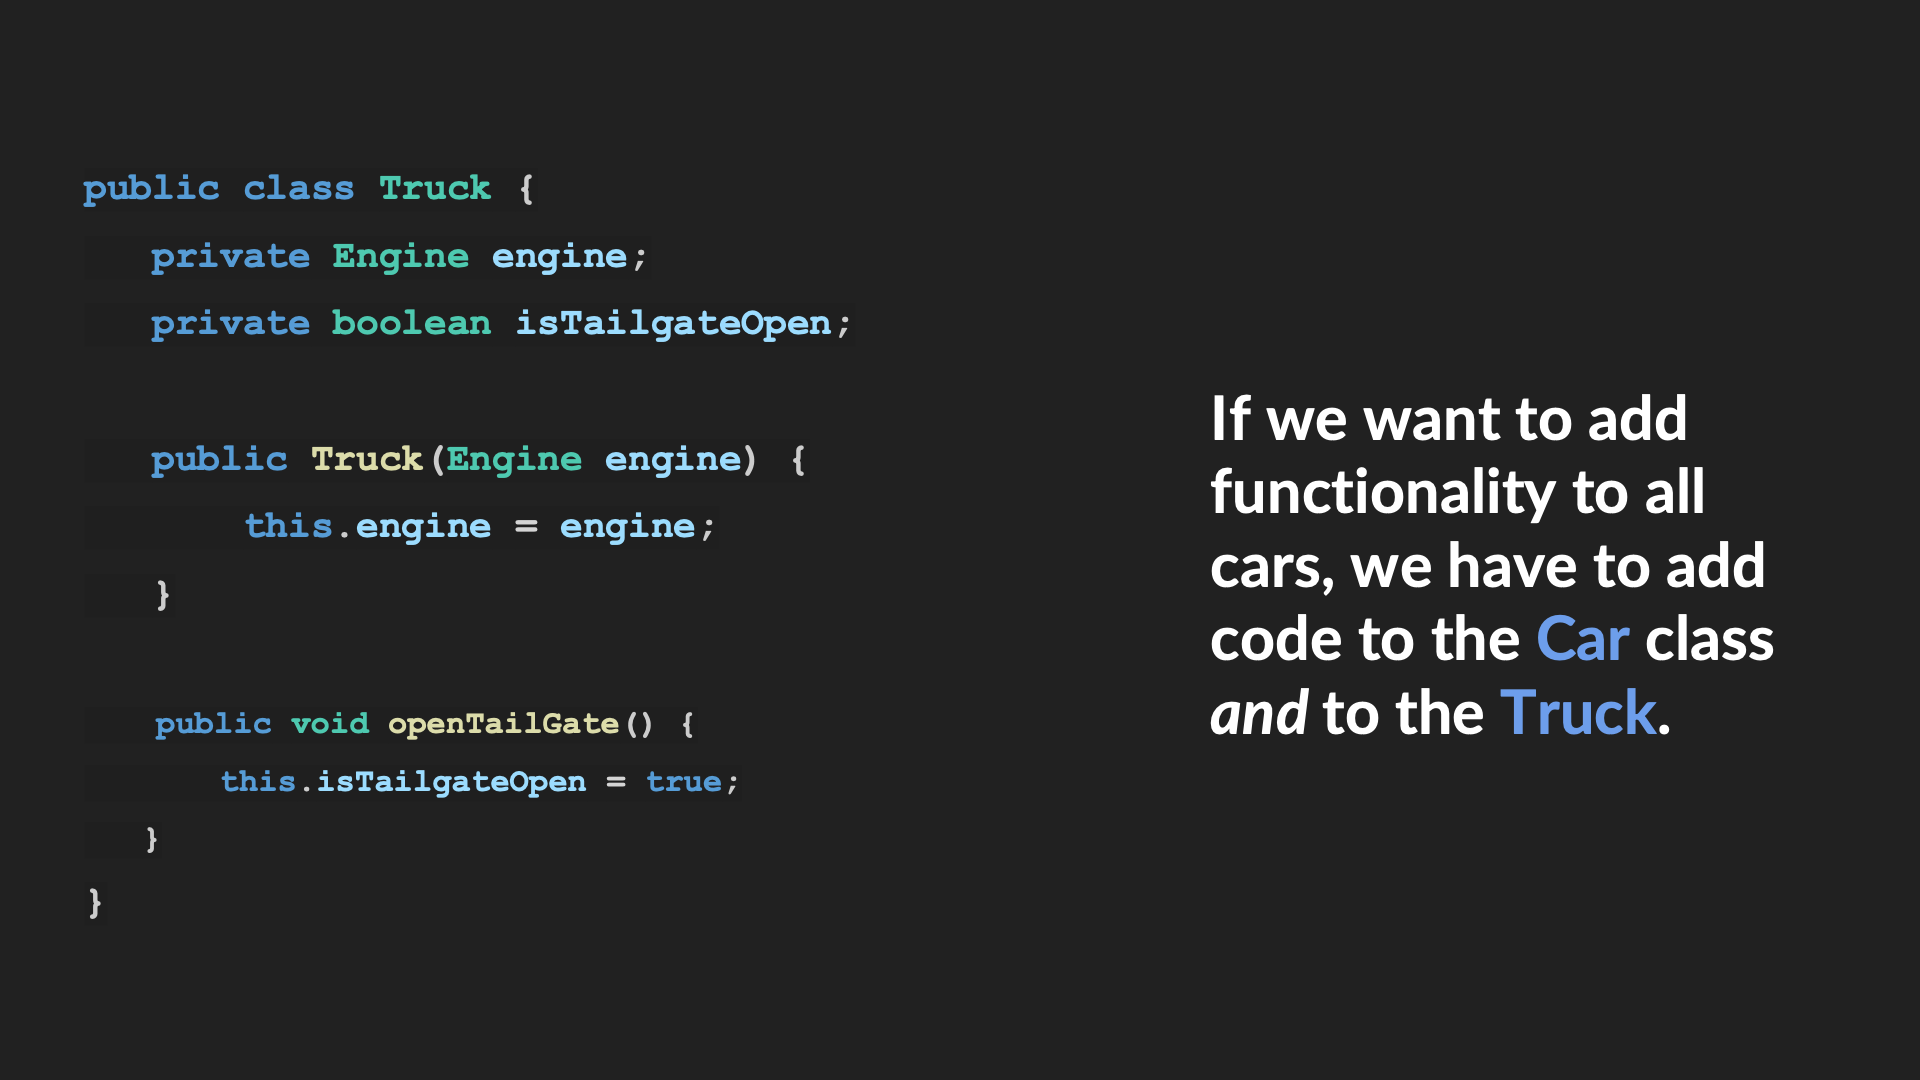 public class Truck {
private Engine engine;
private boolean isTailgateOpen;
public Truck(Engine engine) {
this.engine = engine;
}
public void openTailGate() {
this.isTailgateOpen = true;
}
}
If we want to add
functionality to all
cars, we have to add
code to the Car class
and to the Truck.